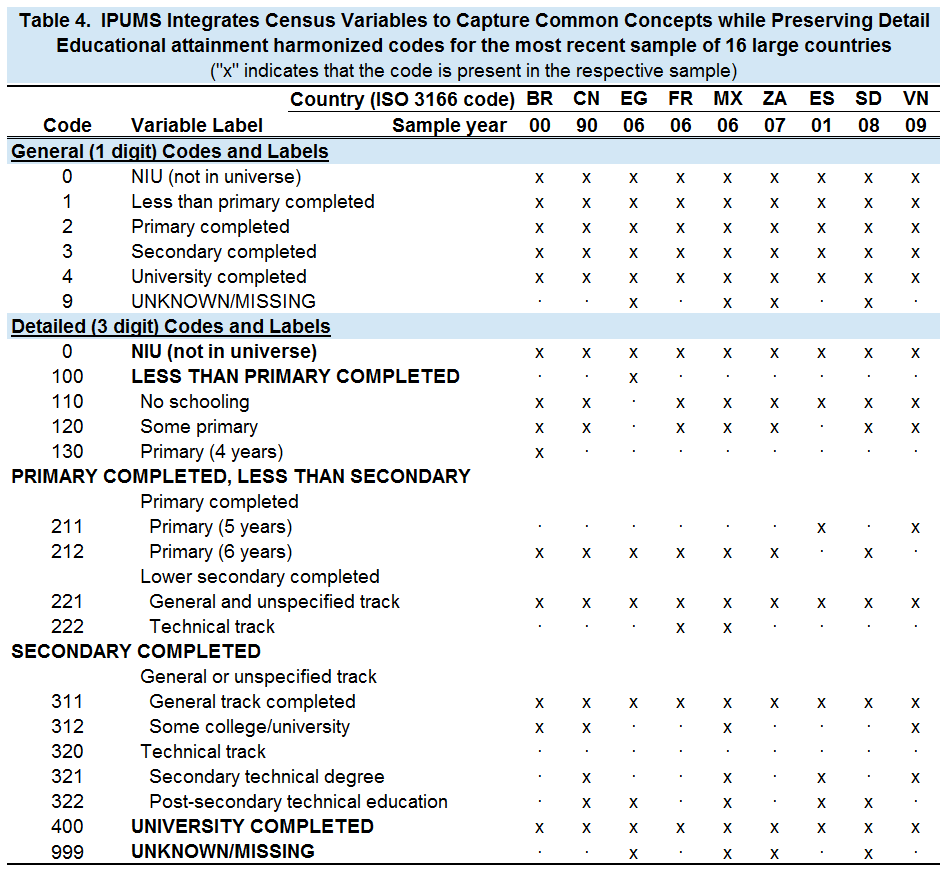 Table 4. IPUMS Integrates Census Variables to Capture Common Concepts while Preserving Detail
Educational attainment harmonized codes for the most recent sample of 16 large countries
("x" indicates that the code is present in the respective sample)
Country (ISO 3166 code) BR CN EG FR MX ZA ES SD VN
Code Variable Label Sample year 00 90 06 06 06 07 01 08 09
General (1 digit) Codes and Labels
0 NIU (not in universe) x x x x x x x x x
1 Less than primary completed x x x x x x x x x
2 Primary completed x x x x x x x x x
3 Secondary completed x x x x x x x x x
4 University completed x x x x x x x x x
9 UNKNOWN/MISSING · · x · x x · x ·
Detailed (3 digit) Codes and Labels
0 NIU (not in universe) x x x x x x x x x
100 LESS THAN PRIMARY COMPLETED · · x · · · · · ·
110 No schooling x x · x x x x x x
120 Some primary x x · x x x · x x
130 Primary (4 years) x · · · · · · · ·
PRIMARY COMPLETED, LESS THAN SECONDARY
Primary completed
211 Primary (5 years) · · · · · · x · x
212 Primary (6 years) x x x x x x · x ·
Lower secondary completed
221 General and unspecified track x x x x x x x x x
222 Technical track · · · x x · · · ·
SECONDARY COMPLETED
General or unspecified track
311 General track completed x x x x x x x x x
312 Some college/university x x · · x · · · x
320 Technical track · · · · · · · · ·
321 Secondary technical degree · x · · x · x · x
322 Post-secondary technical education · x x · x · x x ·
400 UNIVERSITY COMPLETED x x x x x x x x x
999 UNKNOWN/MISSING · · x · x x · x ·